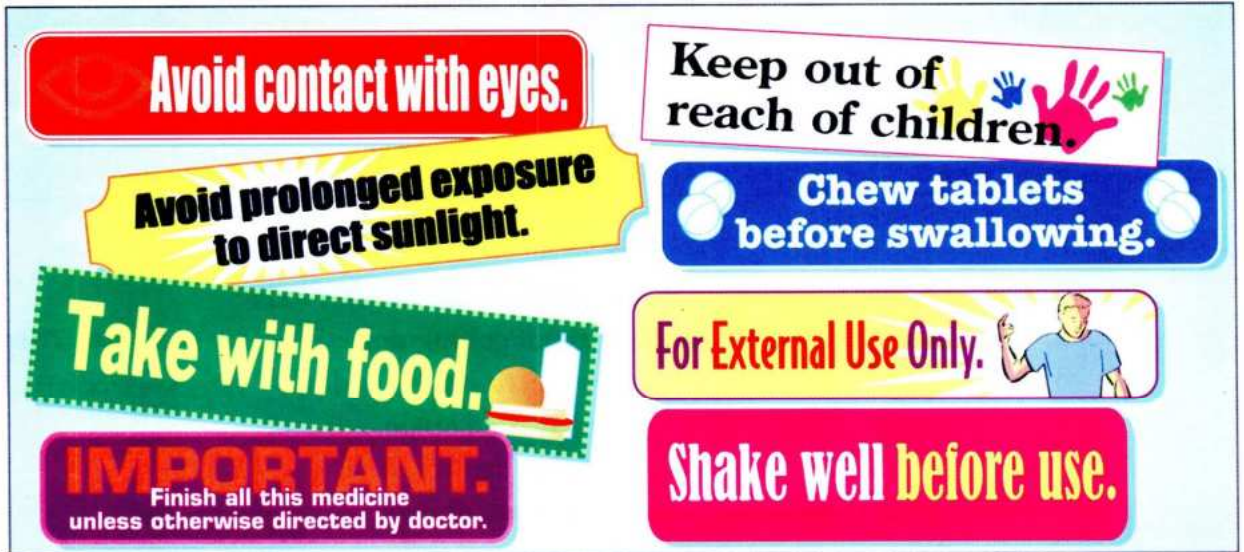 Avoid contact with eyes.
Avoid prolonged exposure
to direct sunlight.
Take with food.
IMPORTANT.
Finish all this medicine
unless otherwise directed by doctor.
Keep out of
reach of children.
Chew tablets
before swallowing.
For External Use Only.
Shake well before use.